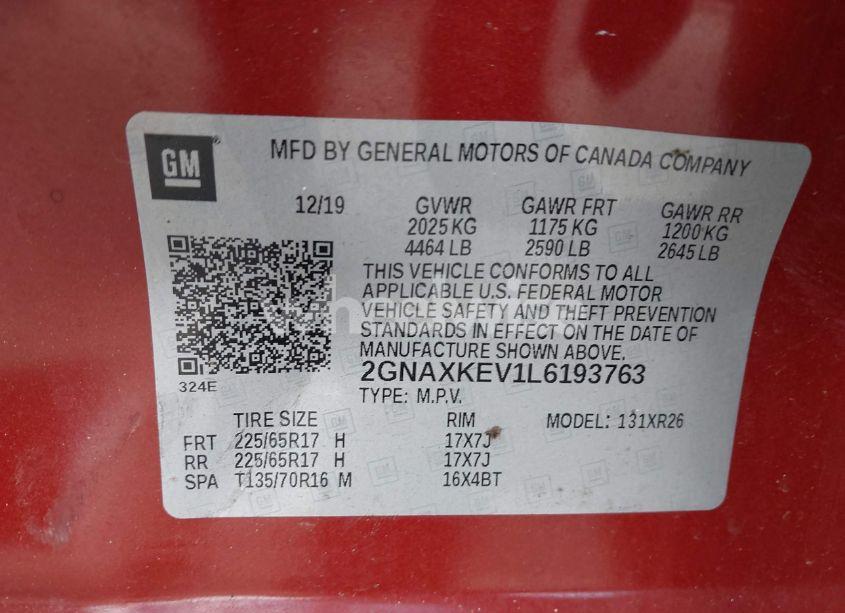 GM
MFD BY GENERAL MOTORS OF CANADA COMPANY
12/19 GVWR GAWR FRT GAWR RR
2025 KG 1175 KG 1200 KG
4464 LB 2590 LB 2645 LB
THIS VEHICLE CONFORMS TO ALL
APPLICABLE U.S. FEDERAL MOTOR
VEHICLE SAFETY AND THEFT PREVENTION
STANDARDS IN EFFECT ON THE DATE OF
MANUFACTURE SHOWN ABOVE.
324E
2GNAXKEV1L6193763
TYPE: M.P.V.
TIRE SIZE RIM MODEL: 131XR26
FRT 225/65R17 H 17X7J
RR 225/65R17 H 17X7J
SPA T135/70R16 M 16X4BT